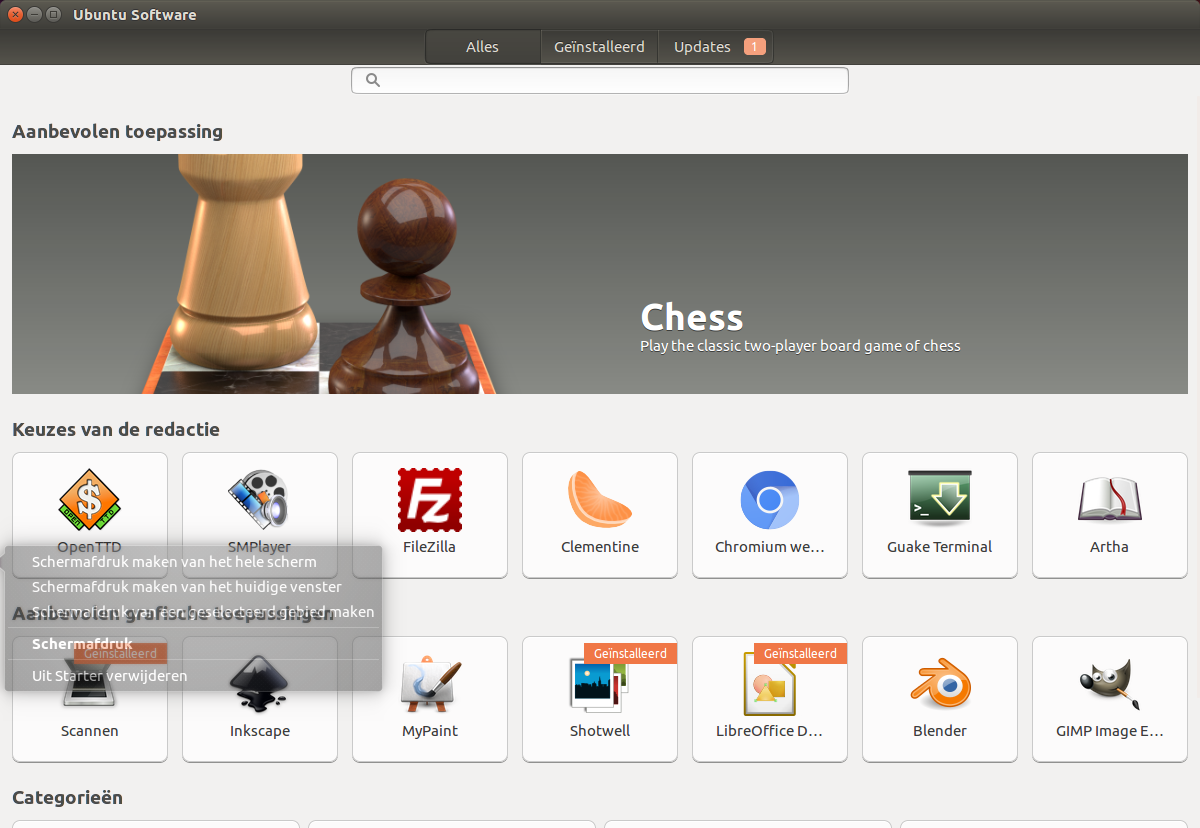 Ubuntu Software
Alles
Geïnstalleerd
Updates 1
Aanbevolen toepassing
Chess
Play the classic two-player board game of chess
Keuzes van de redactie
OpenTTD
SMPlayer
FileZilla
Clementine
Chromium we...
Guake Terminal
Artha
Schermafdruk maken van het hele scherm
Schermafdruk maken van het huidige venster
Schermafdruk van een geselecteerd gebied maken
Aanbevolen grafische toepassingen
Schermafdruk
Uit Starter verwijderen
Geïnstalleerd
Geïnstalleerd
Geïnstalleerd
Scannen
Inkscape
MyPaint
Shotwell
LibreOffice D...
Blender
GIMP Image E...
Categorieën